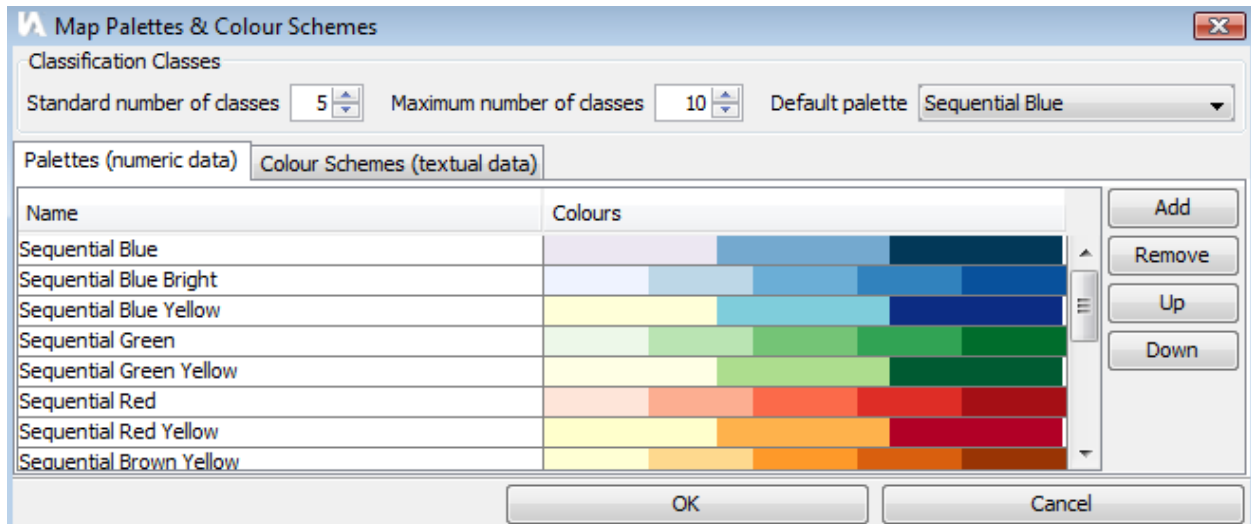 Map Palettes & Colour Schemes
Classification Classes
Standard number of classes 5 Maximum number of classes 10 Default palette Sequential Blue
Palettes (numeric data) Colour Schemes (textual data)
Name Colours Add
Sequential Blue Remove
Sequential Blue Bright
Sequential Blue Yellow Up
Sequential Green Down
Sequential Green Yellow
Sequential Red
Sequential Red Yellow
Sequential Brown Yellow
OK Cancel